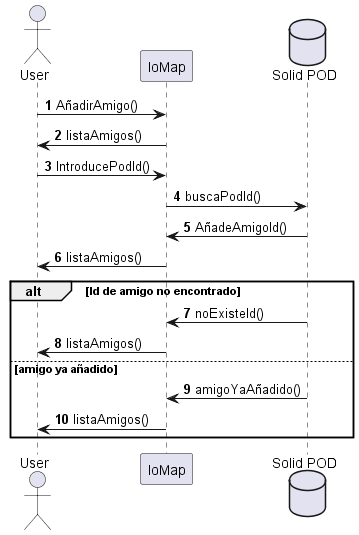 User
IoMap
Solid POD
1 AñadirAmigo()
2 listaAmigos()
3 IntroducePodId()
4 buscaPodId()
5 AñadeAmigoId()
6 listaAmigos()
alt [Id de amigo no encontrado]
7 noExisteId()
8 listaAmigos()
[amigo ya añadido]
9 amigoYaAñadido()
10 listaAmigos()
User
IoMap
Solid POD